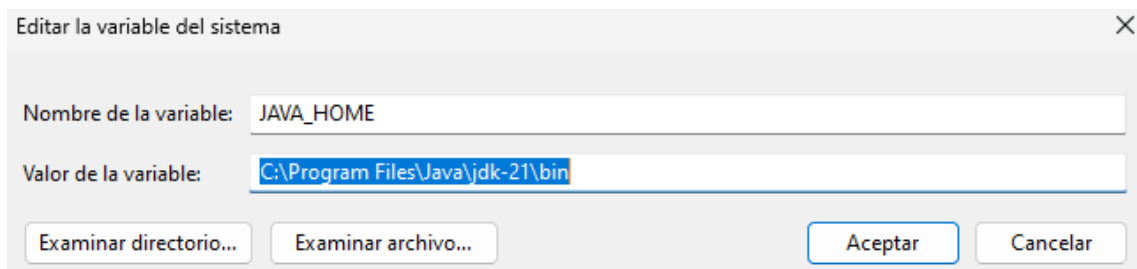 Editar la variable del sistema
Nombre de la variable: JAVA_HOME
Valor de la variable: C:\Program Files\Java\jdk-21\bin
Examinar directorio... Examinar archivo... Aceptar Cancelar